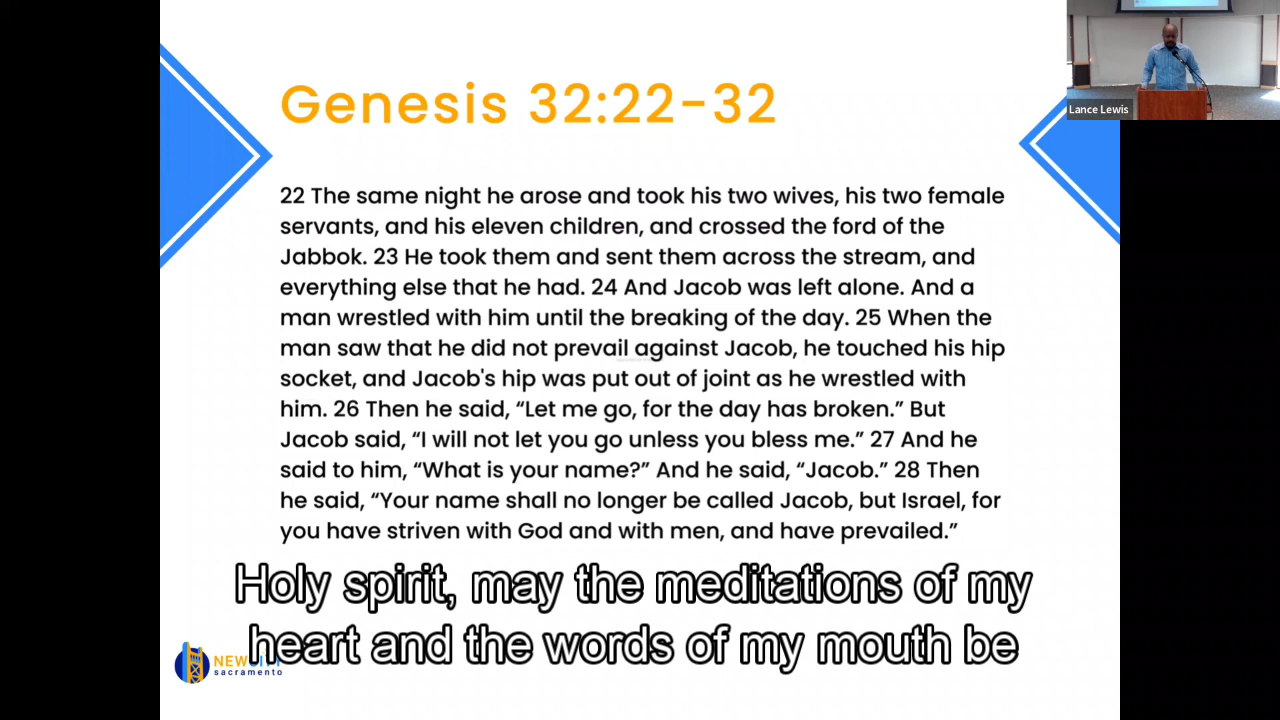 Genesis 32:22-32
Lance Lewis
22 The same night he arose and took his two wives, his two female
servants, and his eleven children, and crossed the ford of the
Jabbok. 23 He took them and sent them across the stream, and
everything else that he had. 24 And Jacob was left alone. And a
man wrestled with him until the breaking of the day. 25 When the
man saw that he did not prevail against Jacob, he touched his hip
socket, and Jacob's hip was put out of joint as he wrestled with
him. 26 Then he said, “Let me go, for the day has broken.” But
Jacob said, “I will not let you go unless you bless me.” 27 And he
said to him, “What is your name?” And he said, “Jacob.” 28 Then
he said, “Your name shall no longer be called Jacob, but Israel, for
you have striven with God and with men, and have prevailed.”
Holy spirit, may the meditations of my
heart and the words of my mouth be
NEW
sacramento